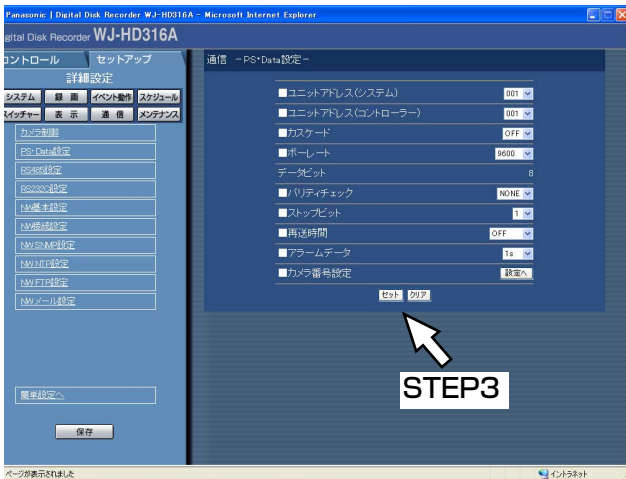 Panasonic | Digital Disk Recorder WJ-HD316A - Microsoft Internet Explorer
gital Disk Recorder WJ-HD316A
コントロール セットアップ
詳細設定
システム 録 画 イベント動作 スケジュール
スイッチャー 表 示 通 信 メンテナンス
カメラ制御
PS･Data設定
RS485設定
RS232C設定
NW基本設定
NW接続設定
NW SNMP設定
NW NTP設定
NW FTP設定
NW メール設定
簡単設定へ
保存
通信 －PS･Data設定－
■ユニットアドレス(システム) 001
■ユニットアドレス(コントローラー) 001
■カスケード OFF
■ボーレート 9600
データビット 8
■パリティチェック NONE
■ストップビット 1
■再送時間 OFF
■アラームデータ 1s
■カメラ番号設定 設定へ
セット クリア
STEP3
ページが表示されました イントラネット